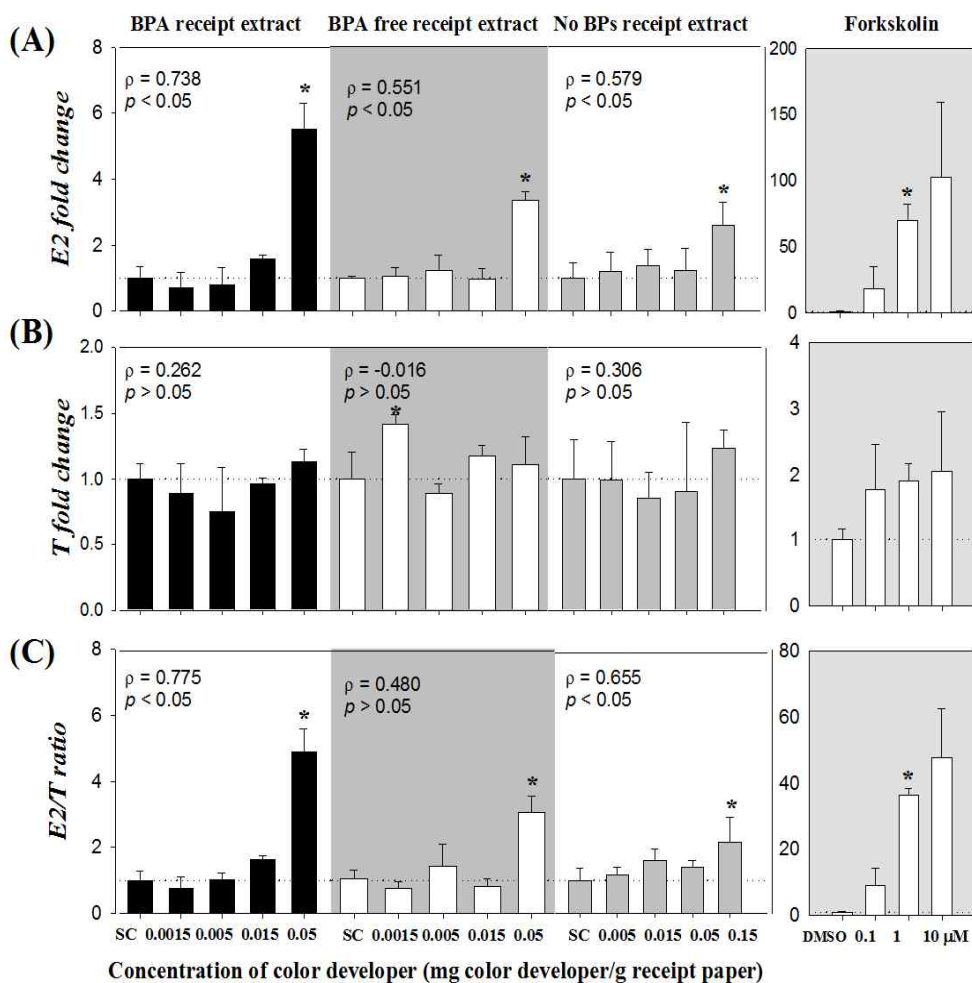 BPA receipt extract BPA free receipt extract No BPs receipt extract Forkskolin
(A)
E2 fold change
8
6
4
2
0
ρ = 0.738
p < 0.05
*
ρ = 0.551
p < 0.05
*
ρ = 0.579
p < 0.05
*
200
150
100
50
0
*
(B)
T fold change
2.0
1.5
1.0
0.5
0.0
ρ = 0.262
p > 0.05
ρ = -0.016
p > 0.05
*
ρ = 0.306
p > 0.05
4
3
2
1
0
(C)
E2/T ratio
8
6
4
2
0
ρ = 0.775
p < 0.05
*
ρ = 0.480
p > 0.05
*
ρ = 0.655
p < 0.05
*
80
60
40
20
0
*
SC 0.0015 0.005 0.015 0.05 SC 0.0015 0.005 0.015 0.05 SC 0.005 0.015 0.05 0.15 DMSO 0.1 1 10 µM
Concentration of color developer (mg color developer/g receipt paper)